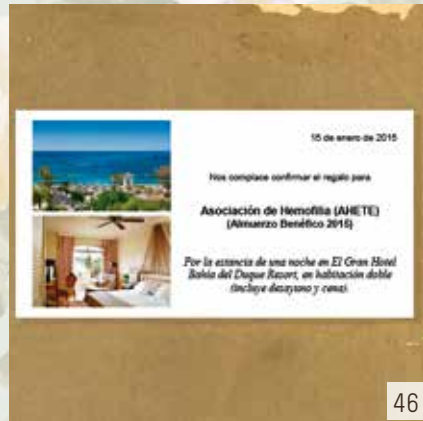 15 de enero de 2015
Nos complace confirmar el regalo para
Asociación de Hemofilia (AHETE)
(Almuerzo Benéfico 2015)
Por la estancia de una noche en El Gran Hotel
Bahía del Duque Resort, en habitación doble
(incluye desayuno y cena).
46